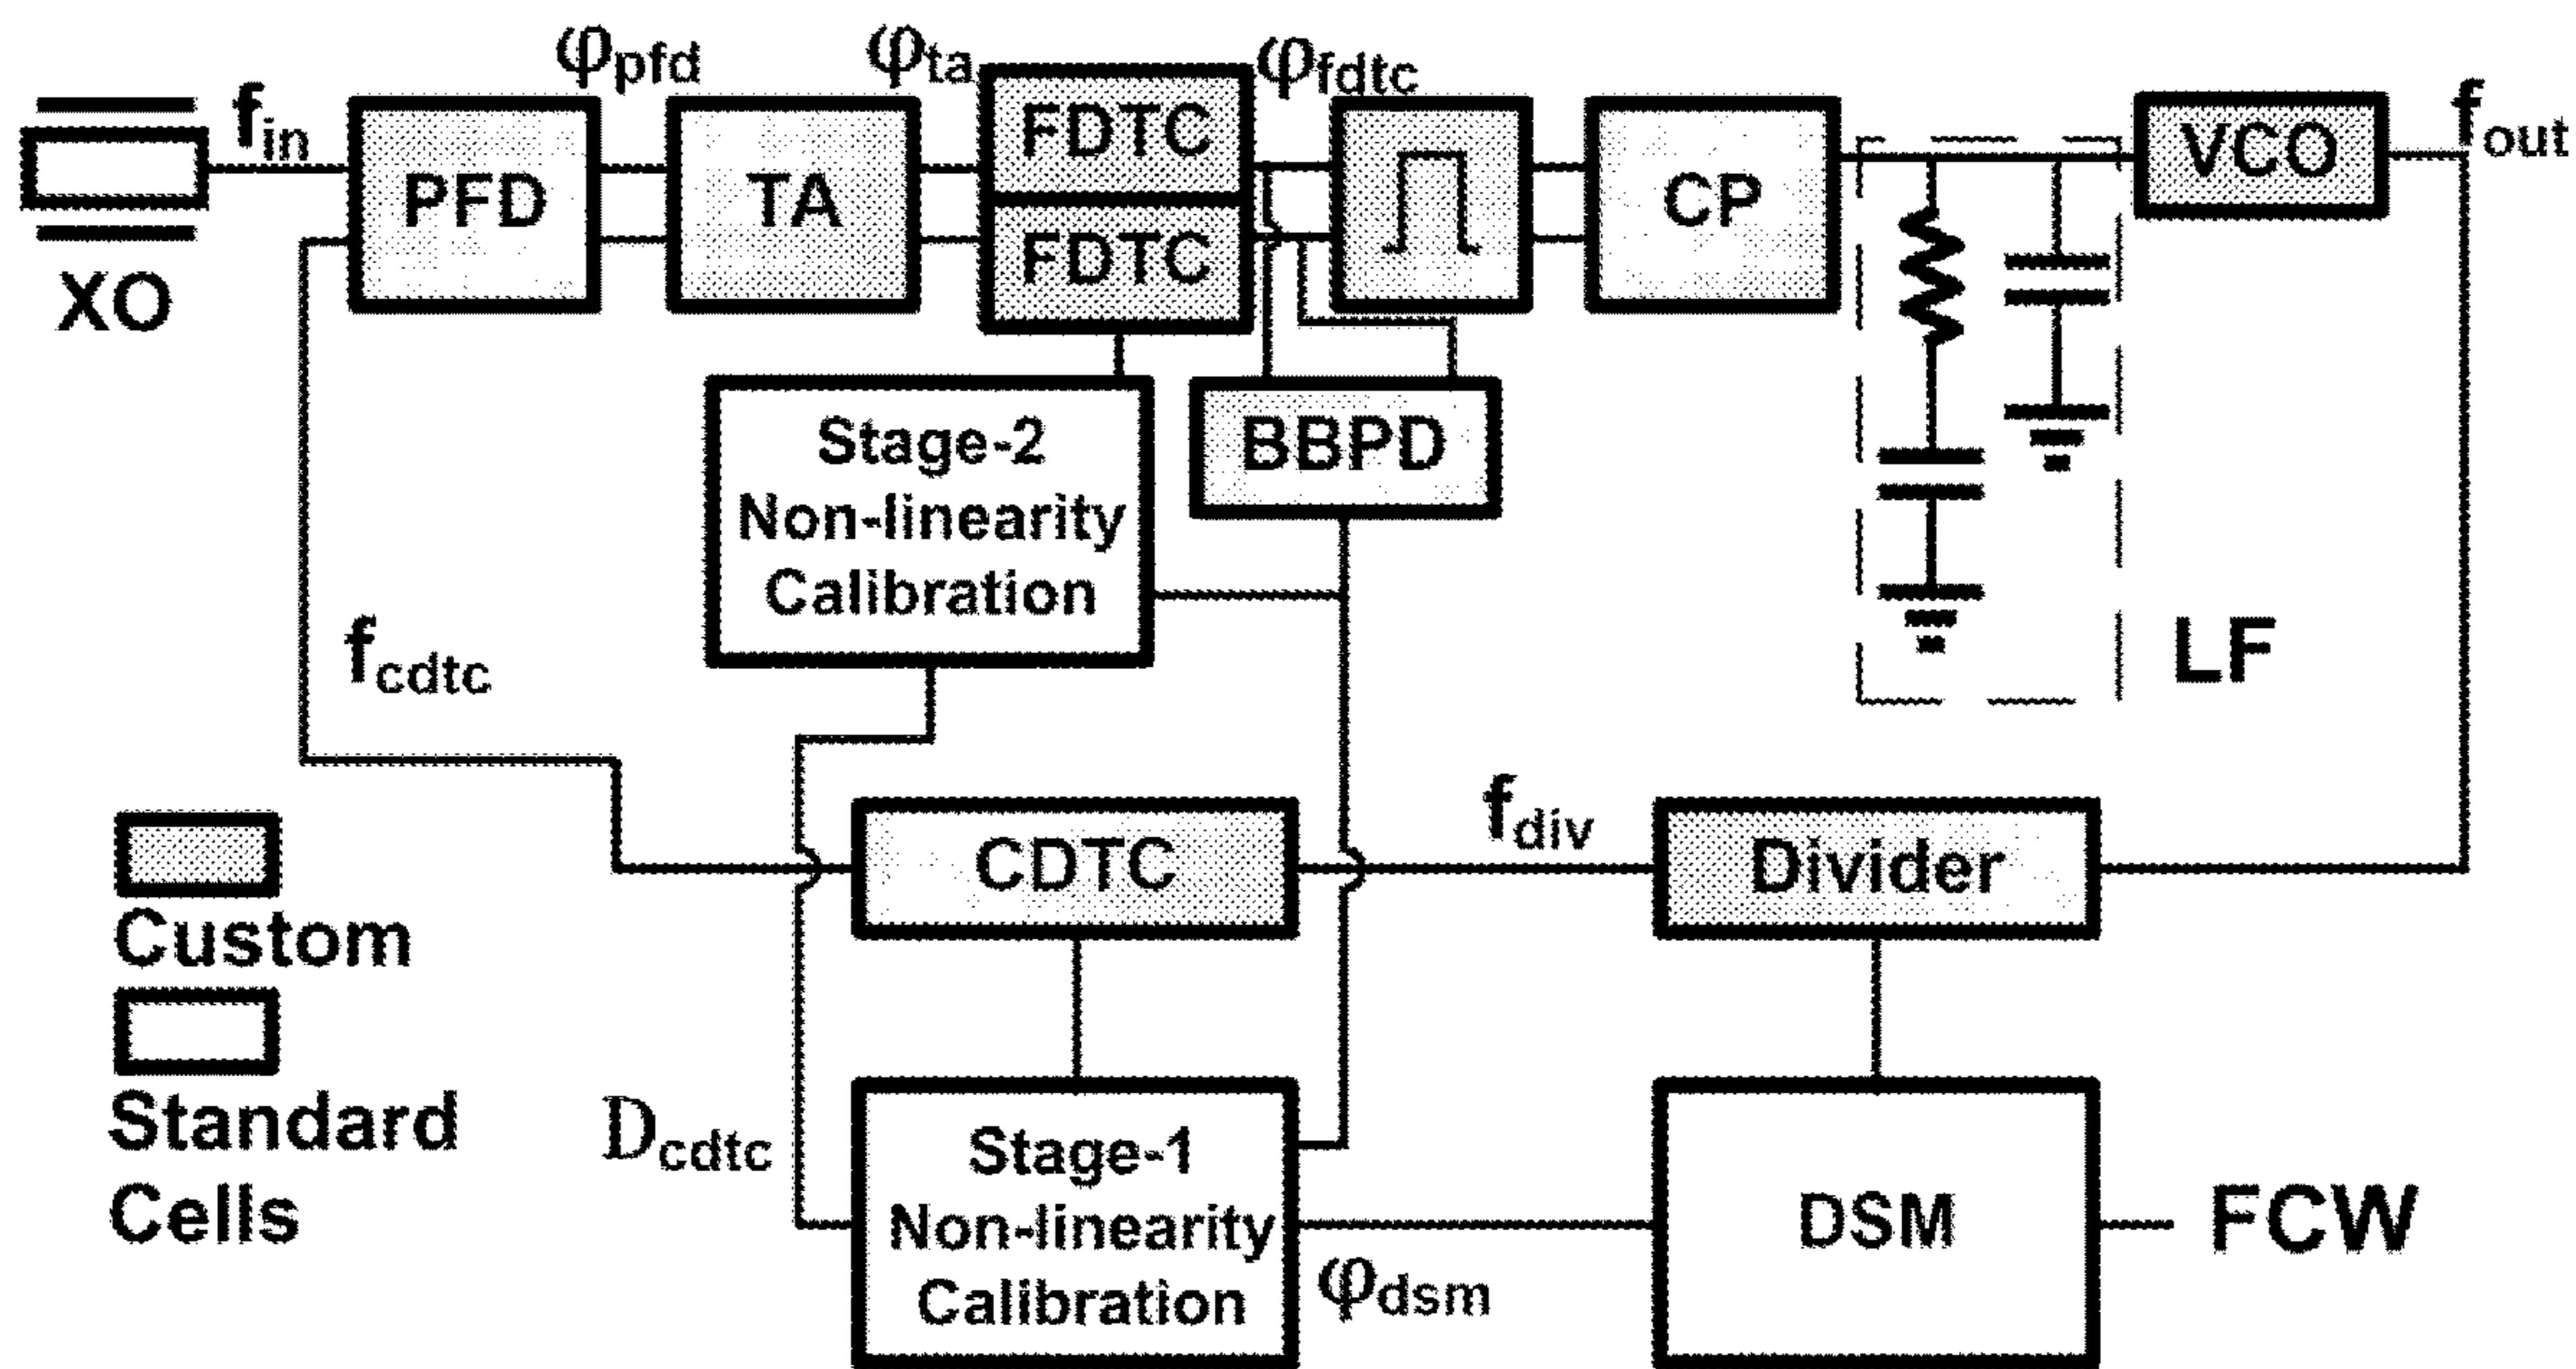 φpfd
φta
φfdtc
fin
fout
XO
PFD
TA
FDTC
FDTC
CP
VCO
Stage-2
Non-linearity
Calibration
BBPD
LF
fcdtc
CDTC
fdiv
Divider
Custom
Standard
Cells
Dcdtc
Stage-1
Non-linearity
Calibration
φdsm
DSM
FCW